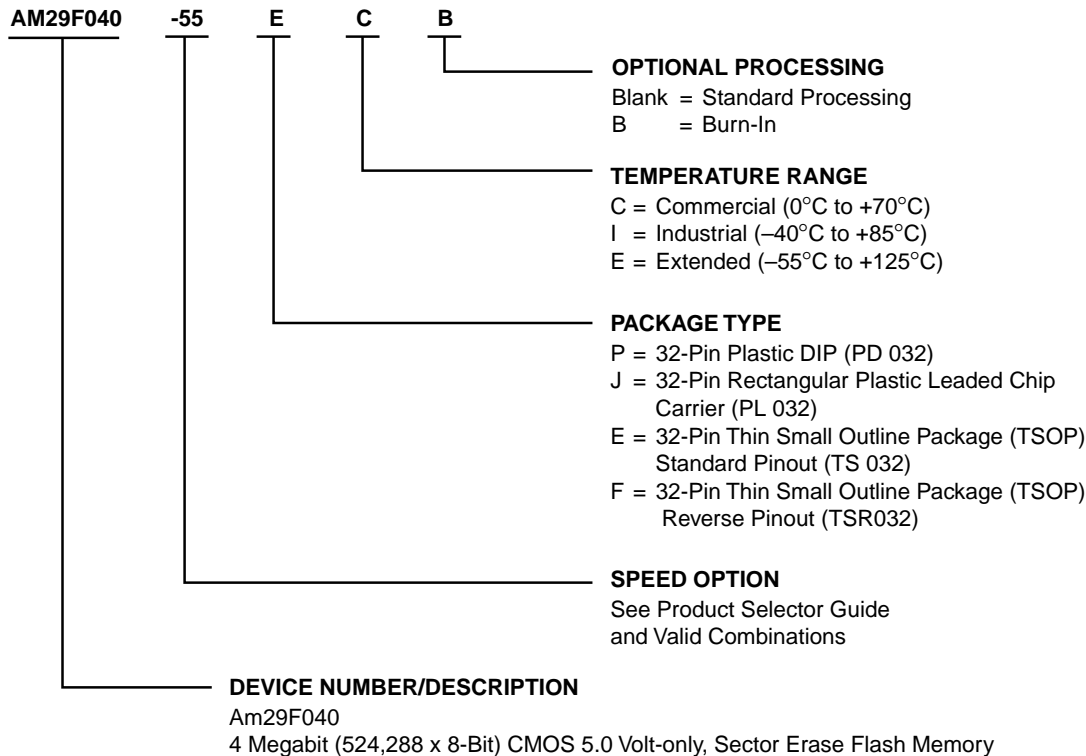 AM29F040 -55 E C B
OPTIONAL PROCESSING
Blank = Standard Processing
B = Burn-In
TEMPERATURE RANGE
C = Commercial (0°C to +70°C)
I = Industrial (–40°C to +85°C)
E = Extended (–55°C to +125°C)
PACKAGE TYPE
P = 32-Pin Plastic DIP (PD 032)
J = 32-Pin Rectangular Plastic Leaded Chip
Carrier (PL 032)
E = 32-Pin Thin Small Outline Package (TSOP)
Standard Pinout (TS 032)
F = 32-Pin Thin Small Outline Package (TSOP)
Reverse Pinout (TSR032)
SPEED OPTION
See Product Selector Guide
and Valid Combinations
DEVICE NUMBER/DESCRIPTION
Am29F040
4 Megabit (524,288 x 8-Bit) CMOS 5.0 Volt-only, Sector Erase Flash Memory